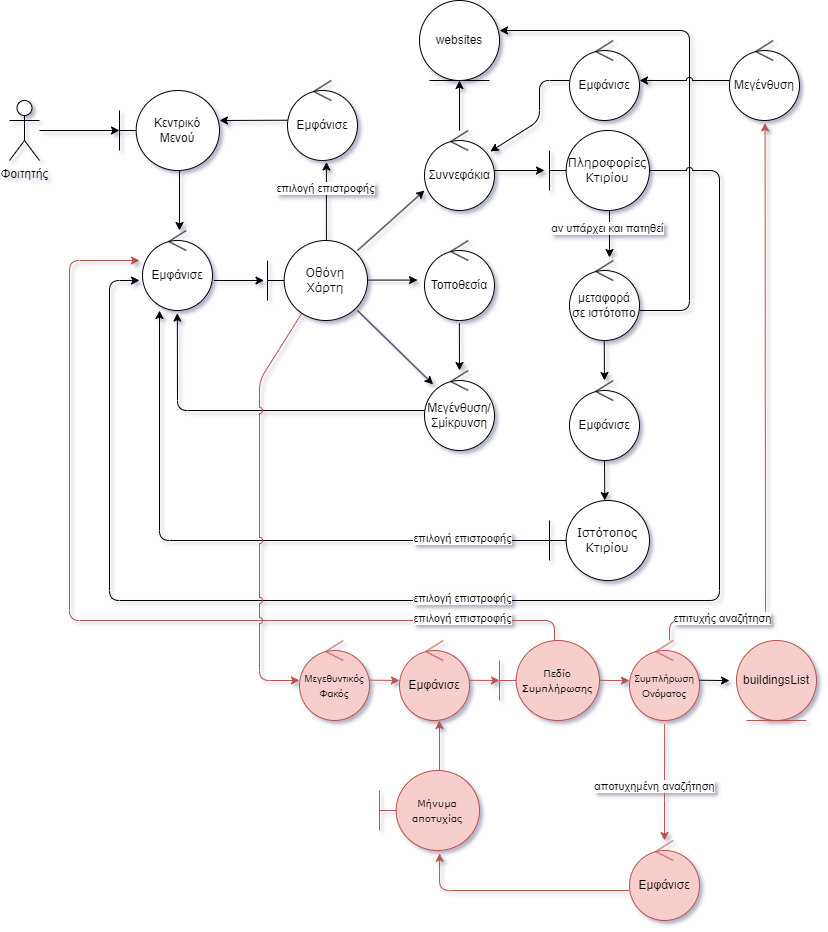 websites
Εμφάνισε
Μεγένθυση
Κεντρικό
Μενού
Εμφάνισε
Φοιτητής
επιλογή επιστροφής
Συννεφάκια
Πληροφορίες
Κτιρίου
αν υπάρχει και πατηθεί
Εμφάνισε
Οθόνη
Χάρτη
Τοποθεσία
μεταφορά
σε ιστότοπο
Μεγένθυση/
Σμίκρυνση
Εμφάνισε
επιλογή επιστροφής
Ιστότοπος
Κτιρίου
επιλογή επιστροφής
επιλογή επιστροφής
επιτυχής αναζήτηση
Μεγεθυντικός
Φακός
Εμφάνισε
Πεδίο
Συμπλήρωσης
Συμπλήρωση
Ονόματος
buildingsList
αποτυχημένη αναζήτηση
Μήνυμα
αποτυχίας
Εμφάνισε